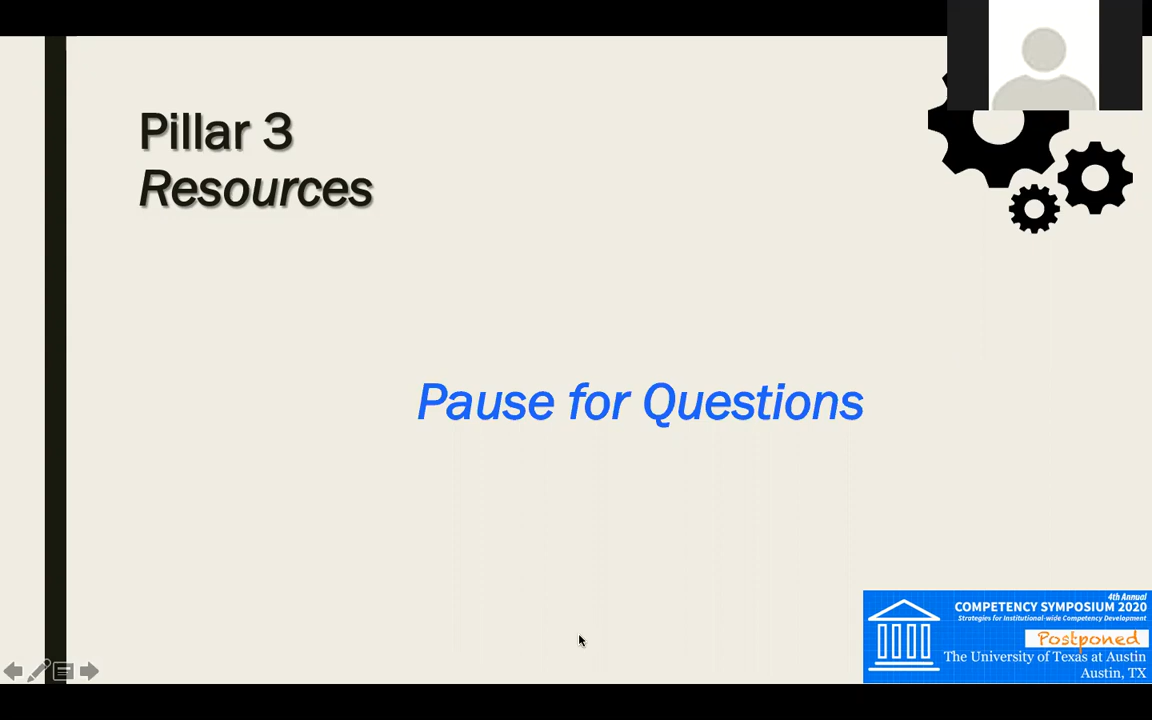 Pillar 3
Resources
Pause for Questions
4th Annual
COMPETENCY SYMPOSIUM 2020
Strategies for Institutional-wide Competency Development
Postponed
The University of Texas at Austin
Austin, TX